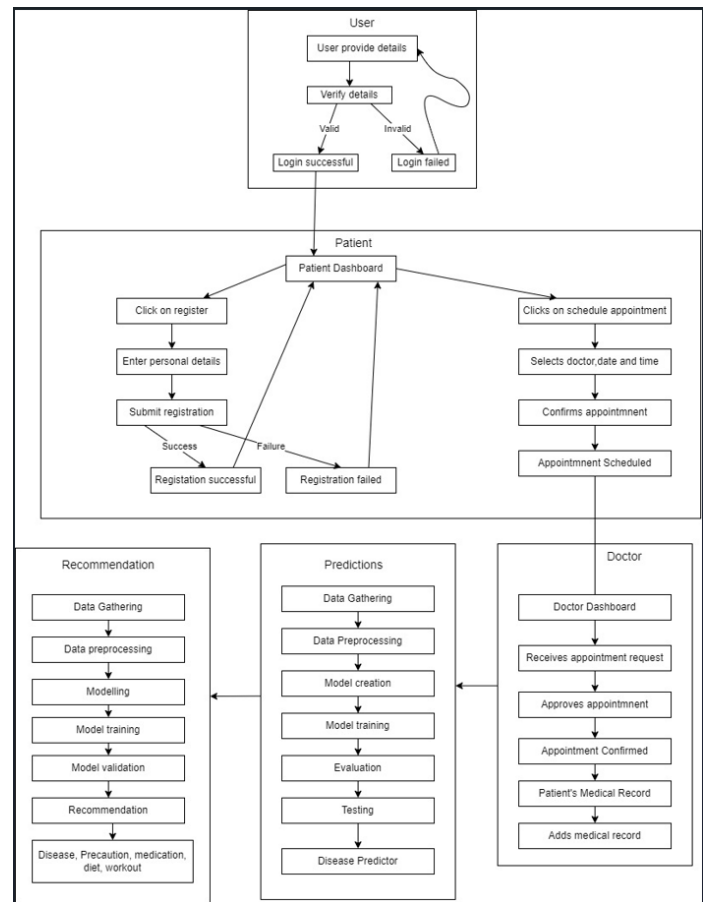 User
User provide details
Verify details
Valid
Invalid
Login successful
Login failed
Patient
Patient Dashboard
Click on register
Enter personal details
Submit registration
Success
Failure
Registation successful
Registration failed
Clicks on schedule appointment
Selects doctor,date and time
Confirms appointmnent
Appointmnent Scheduled
Recommendation
Data Gathering
Data preprocessing
Modelling
Model training
Model validation
Recommendation
Disease, Precaution, medication,
diet, workout
Predictions
Data Gathering
Data Preprocessing
Model creation
Model training
Evaluation
Testing
Disease Predictor
Doctor
Doctor Dashboard
Receives appointment request
Approves appointmnent
Appointment Confirmed
Patient's Medical Record
Adds medical record